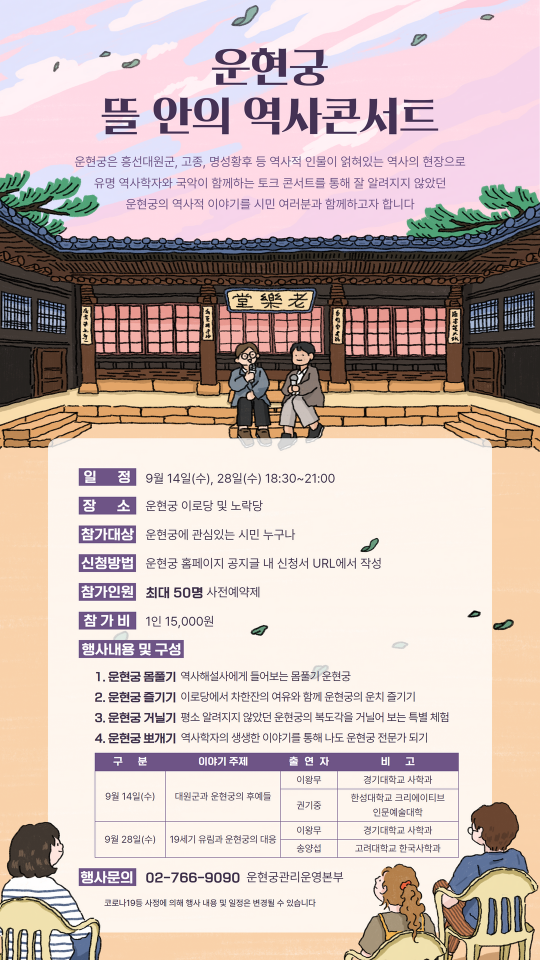 운현궁
뜰 안의 역사콘서트
운현궁은 흥선대원군, 고종, 명성황후 등 역사적 인물이 얽혀있는 역사의 현장으로
유명 역사학자와 국악이 함께하는 토크 콘서트를 통해 잘 알려지지 않았던
운현궁의 역사적 이야기를 시민 여러분과 함께하고자 합니다
堂樂老
일 정 9월 14일(수), 28일(수) 18:30~21:00
장 소 운현궁 이로당 및 노락당
참가대상 운현궁에 관심있는 시민 누구나
신청방법 운현궁 홈페이지 공지글 내 신청서 URL에서 작성
참가인원 최대 50명 사전예약제
참 가 비 1인 15,000원
행사내용 및 구성
1. 운현궁 몸풀기 역사해설사에게 들어보는 몸풀기 운현궁
2. 운현궁 즐기기 이로당에서 차한잔의 여유와 함께 운현궁의 운치 즐기기
3. 운현궁 거닐기 평소 알려지지 않았던 운현궁의 복도각을 거닐어 보는 특별 체험
4. 운현궁 뽀개기 역사학자의 생생한 이야기를 통해 나도 운현궁 전문가 되기
구 분 이야기 주제 출 연 자 비 고
9월 14일(수) 대원군과 운현궁의 후예들 이왕무 경기대학교 사학과
권기중 한성대학교 크리에이티브
인문예술대학
9월 28일(수) 19세기 유림과 운현궁의 대응 이왕무 경기대학교 사학과
송양섭 고려대학교 한국사학과
행사문의 02-766-9090 운현궁관리운영본부
코로나19등 사정에 의해 행사 내용 및 일정은 변경될 수 있습니다